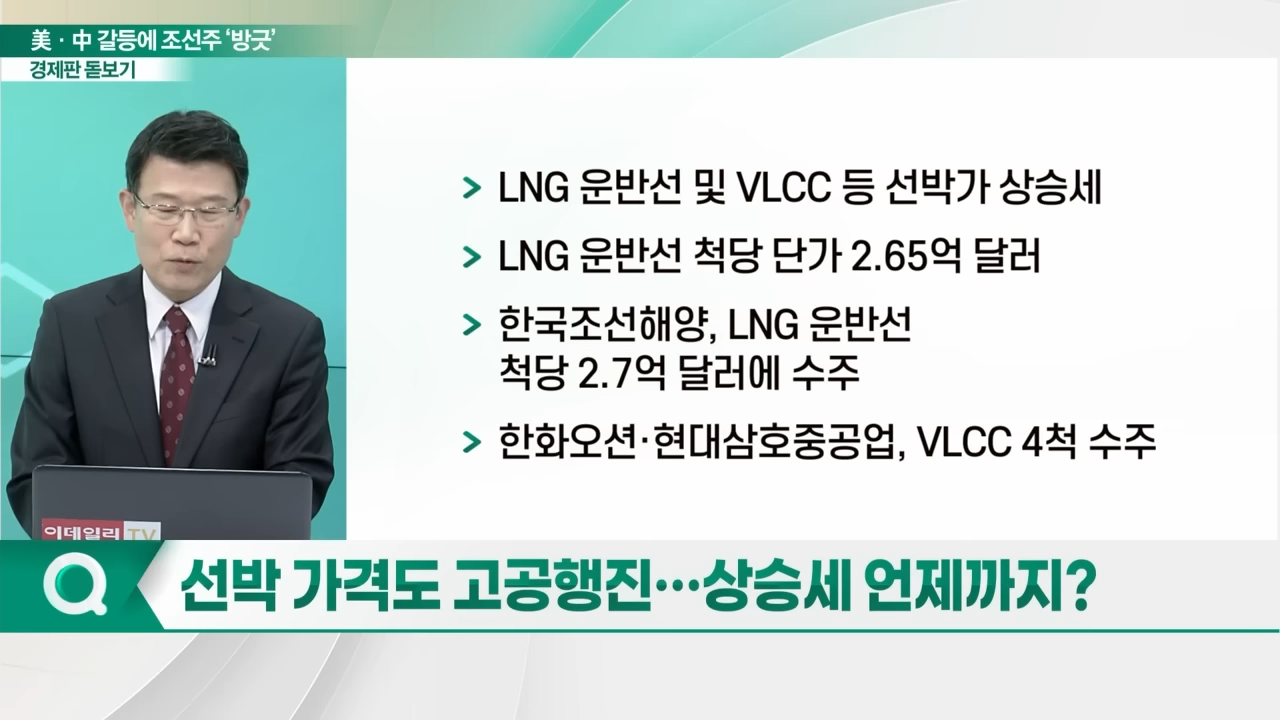 美·中 갈등에 조선주 ‘방긋’
경제판 돋보기
> LNG 운반선 및 VLCC 등 선박가 상승세
> LNG 운반선 척당 단가 2.65억 달러
> 한국조선해양, LNG 운반선
척당 2.7억 달러에 수주
> 한화오션·현대삼호중공업, VLCC 4척 수주
이데일리 TV
선박 가격도 고공행진…상승세 언제까지?